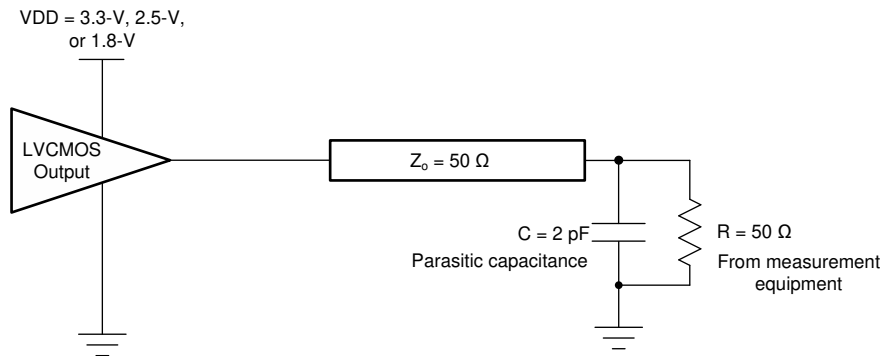 VDD = 3.3-V, 2.5-V,
or 1.8-V
LVCMOS
Output
Zo = 50 Ω
C = 2 pF
Parasitic capacitance
R = 50 Ω
From measurement
equipment